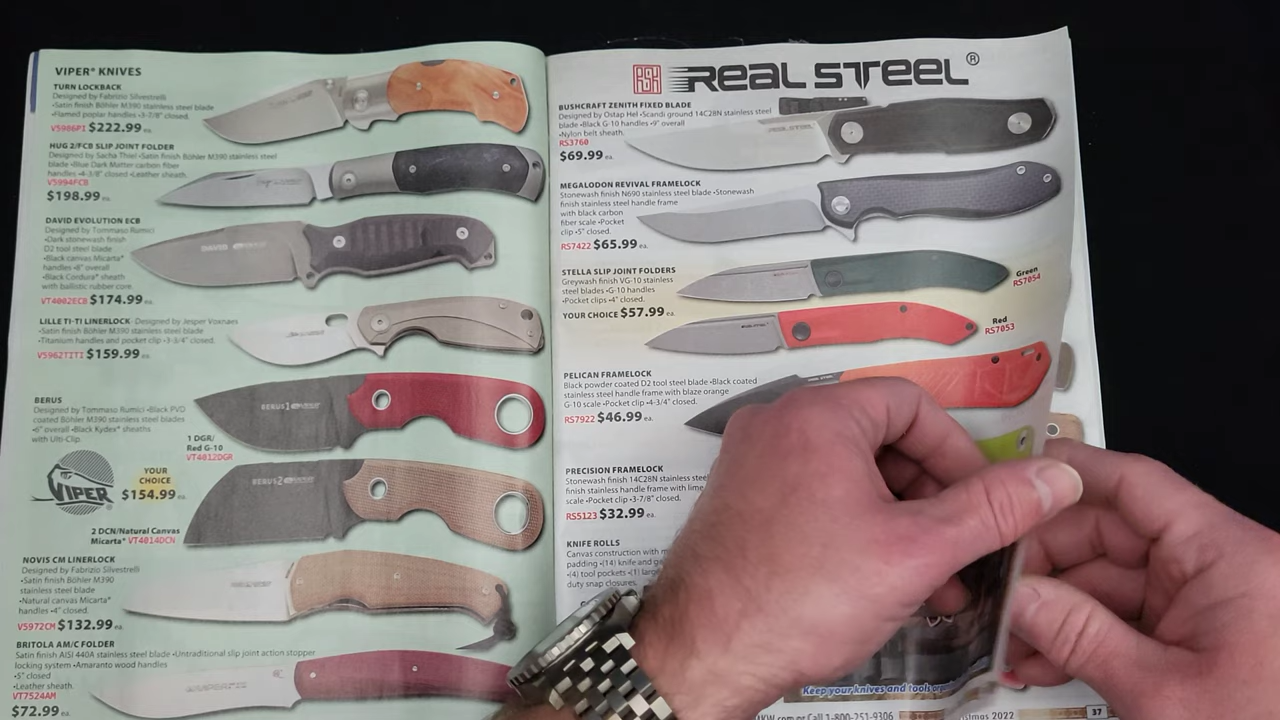 VIPER® KNIVES
TURN LOCKBACK
Designed by Fabrizio Silvestrelli
•Satin finish Böhler M390 stainless steel blade
•Flamed poplar handles •3-7/8" closed.
V5986PI $222.99 ea.
HUG 2/FCB SLIP JOINT FOLDER
Designed by Sacha Thiel •Satin finish Böhler M390 stainless steel
blade •Blue Dark Matter carbon fiber
handles •4-3/8" closed •Leather sheath.
V5994FCB
$198.99 ea.
DAVID EVOLUTION ECB
Designed by Tommaso Rumici
•Dark stonewash finish
D2 tool steel blade
•Black canvas Micarta®
handles •8" overall
•Black Cordura® sheath
with ballistic rubber core.
VT4002ECB $174.99 ea.
DAVID
LILLE TI-TI LINERLOCK Designed by Jesper Voxnaes
•Satin finish Böhler M390 stainless steel blade
•Titanium handles and pocket clip •3-3/4" closed.
V5962TITI $159.99 ea.
BERUS
Designed by Tommaso Rumici •Black PVD
coated Böhler M390 stainless steel blades
•6" overall •Black Kydex® sheaths
with Ulti-Clip.
BERUS1
1 DGR/
Red G-10
VT4012DGR
VIPER®
YOUR
CHOICE
$154.99 ea.
BERUS2
2 DCN/Natural Canvas
Micarta® VT4014DCN
NOVIS CM LINERLOCK
Designed by Fabrizio Silvestrelli
•Satin finish Böhler M390
stainless steel blade
•Natural canvas Micarta®
handles •4" closed.
V5972CM $132.99 ea.
BRITOLA AM/C FOLDER
Satin finish AISI 440A stainless steel blade •Untraditional slip joint action stopper
locking system •Amaranto wood handles
•5" closed
•Leather sheath.
VT7524AM
$72.99 ea.
RSK REAL STEEL®
BUSHCRAFT ZENITH FIXED BLADE
Designed by Ostap Hel •Scandi ground 14C28N stainless steel
blade •Black G-10 handles •9" overall
•Nylon belt sheath.
RS3760
$69.99 ea.
REAL STEEL
MEGALODON REVIVAL FRAMELOCK
Stonewash finish N690 stainless steel blade •Stonewash
finish stainless steel handle frame
with black carbon
fiber scale •Pocket
clip •5" closed.
RS7422 $65.99 ea.
STELLA SLIP JOINT FOLDERS
Greywash finish VG-10 stainless
steel blades •G-10 handles
•Pocket clips •4" closed.
YOUR CHOICE $57.99 ea.
Green
RS7054
Red
RS7053
PELICAN FRAMELOCK
Black powder coated D2 tool steel blade •Black coated
stainless steel handle frame with blaze orange
G-10 scale •Pocket clip •4-3/4" closed.
RS7922 $46.99 ea.
PRECISION FRAMELOCK
Stonewash finish 14C28N stainless stee
finish stainless steel handle frame with lime
scale •Pocket clip •3-7/8" closed.
RS5123 $32.99 ea.
KNIFE ROLLS
Canvas construction with
padding •(14) knife and
•(4) tool pockets •(1)
duty snap closures.
Keep your knives and tools
.com or Call 1-800-251-9306
Christmas 2022
37